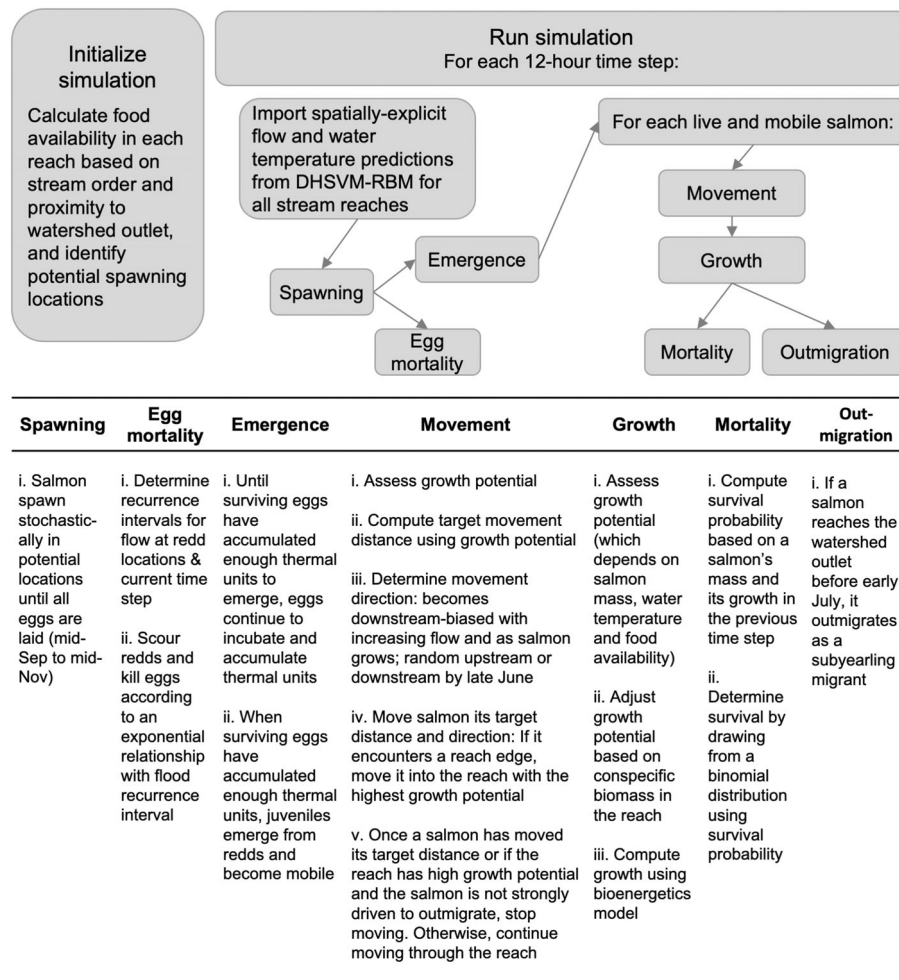 Initialize
simulation
Calculate food
availability in each
reach based on
stream order and
proximity to
watershed outlet,
and identify
potential spawning
locations
Run simulation
For each 12-hour time step:
Import spatially-explicit
flow and water
temperature predictions
from DHSVM-RBM for
all stream reaches
For each live and mobile salmon:
Movement
Emergence
Growth
Spawning
Egg
mortality
Mortality
Outmigration
Spawning
Egg
mortality
Emergence
Movement
Growth
Mortality
Out-
migration
i. Salmon
spawn
stochastic-
ally in
potential
locations
until all
eggs are
laid (mid-
Sep to mid-
Nov)
i. Determine
recurrence
intervals for
flow at redd
locations &
current time
step
ii. Scour
redds and
kill eggs
according
to an
exponential
relationship
with flood
recurrence
interval
i. Until
surviving eggs
have
accumulated
enough thermal
units to
emerge, eggs
continue to
incubate and
accumulate
thermal units
ii. When
surviving eggs
have
accumulated
enough thermal
units, juveniles
emerge from
redds and
become mobile
i. Assess growth potential
ii. Compute target movement
distance using growth potential
iii. Determine movement
direction: becomes
downstream-biased with
increasing flow and as salmon
grows; random upstream or
downstream by late June
iv. Move salmon its target
distance and direction: If it
encounters a reach edge,
move it into the reach with the
highest growth potential
v. Once a salmon has moved
its target distance or if the
reach has high growth potential
and the salmon is not strongly
driven to outmigrate, stop
moving. Otherwise, continue
moving through the reach
i. Assess
growth
potential
(which
depends on
salmon
mass, water
temperature
and food
availability)
ii. Adjust
growth
potential
based on
conspecific
biomass in
the reach
iii. Compute
growth using
bioenergetics
model
i. Compute
survival
probability
based on a
salmon's
mass and
its growth in
the previous
time step
ii.
Determine
survival by
drawing
from a
binomial
distribution
using
survival
probability
i. If a
salmon
reaches the
watershed
outlet
before early
July, it
outmigrates
as a
subyearling
migrant